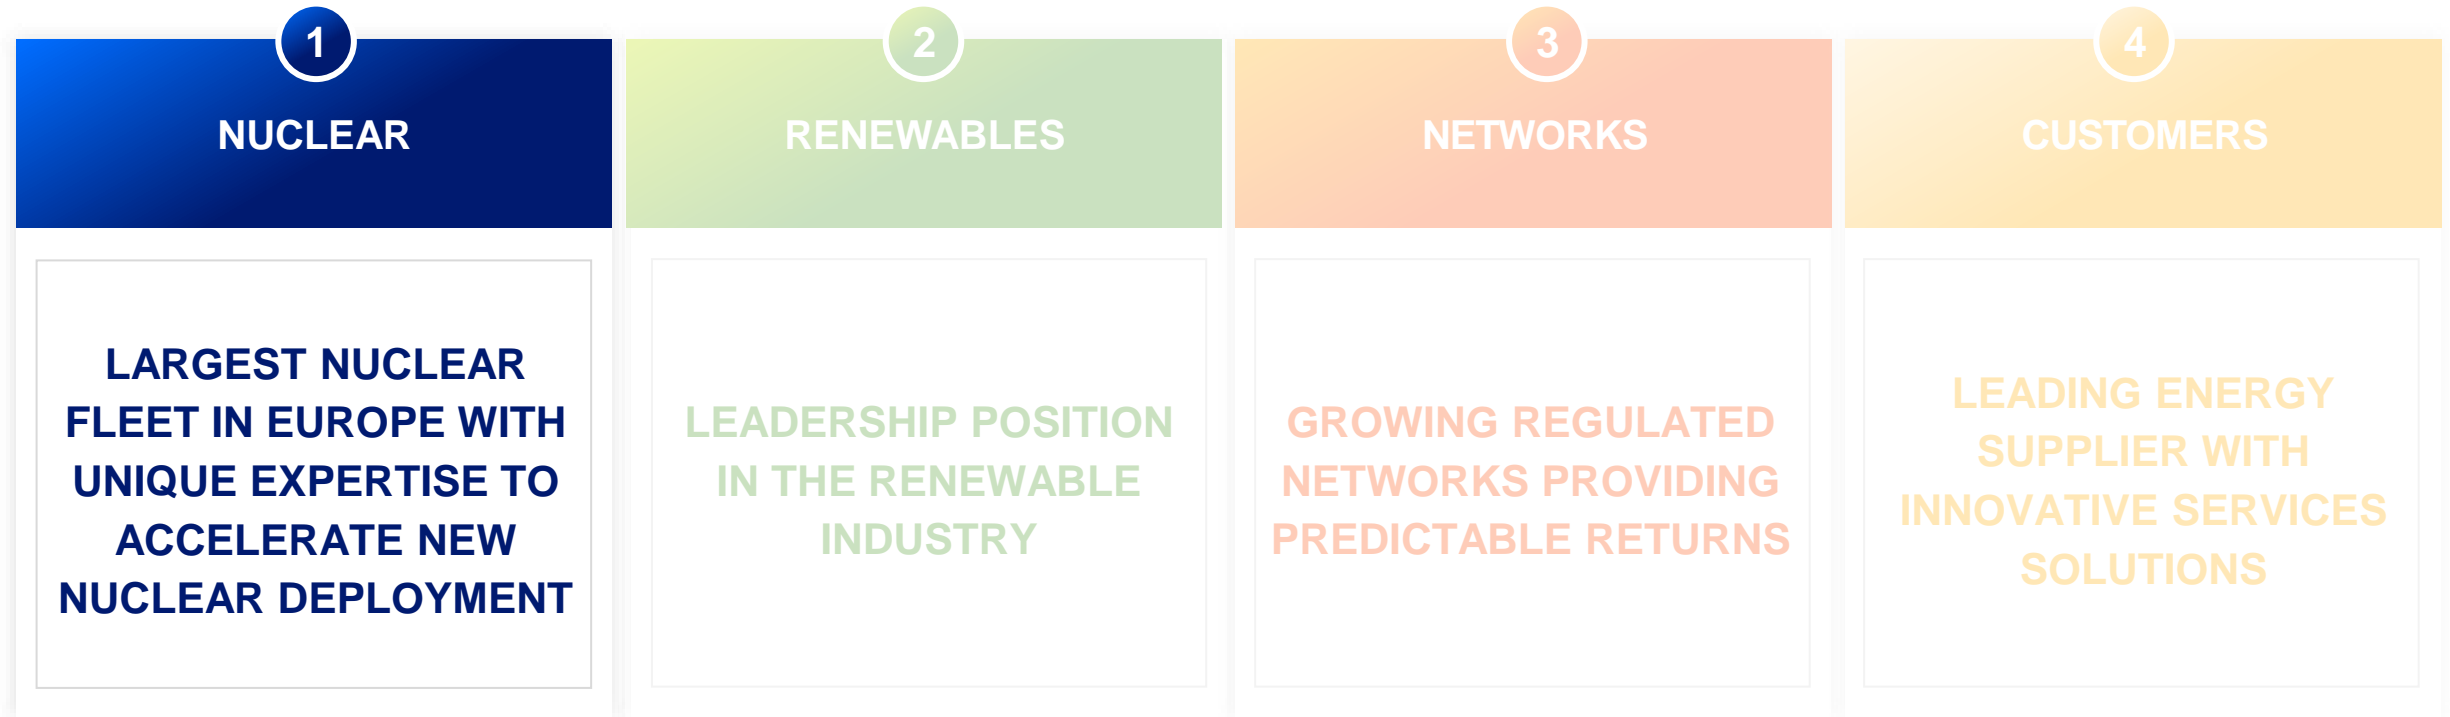 1
NUCLEAR
LARGEST NUCLEAR
FLEET IN EUROPE WITH
UNIQUE EXPERTISE TO
ACCELERATE NEW
NUCLEAR DEPLOYMENT
2
RENEWABLES
LEADERSHIP POSITION
IN THE RENEWABLE
INDUSTRY
3
NETWORKS
GROWING REGULATED
NETWORKS PROVIDING
PREDICTABLE RETURNS
4
CUSTOMERS
LEADING ENERGY
SUPPLIER WITH
INNOVATIVE SERVICES
SOLUTIONS